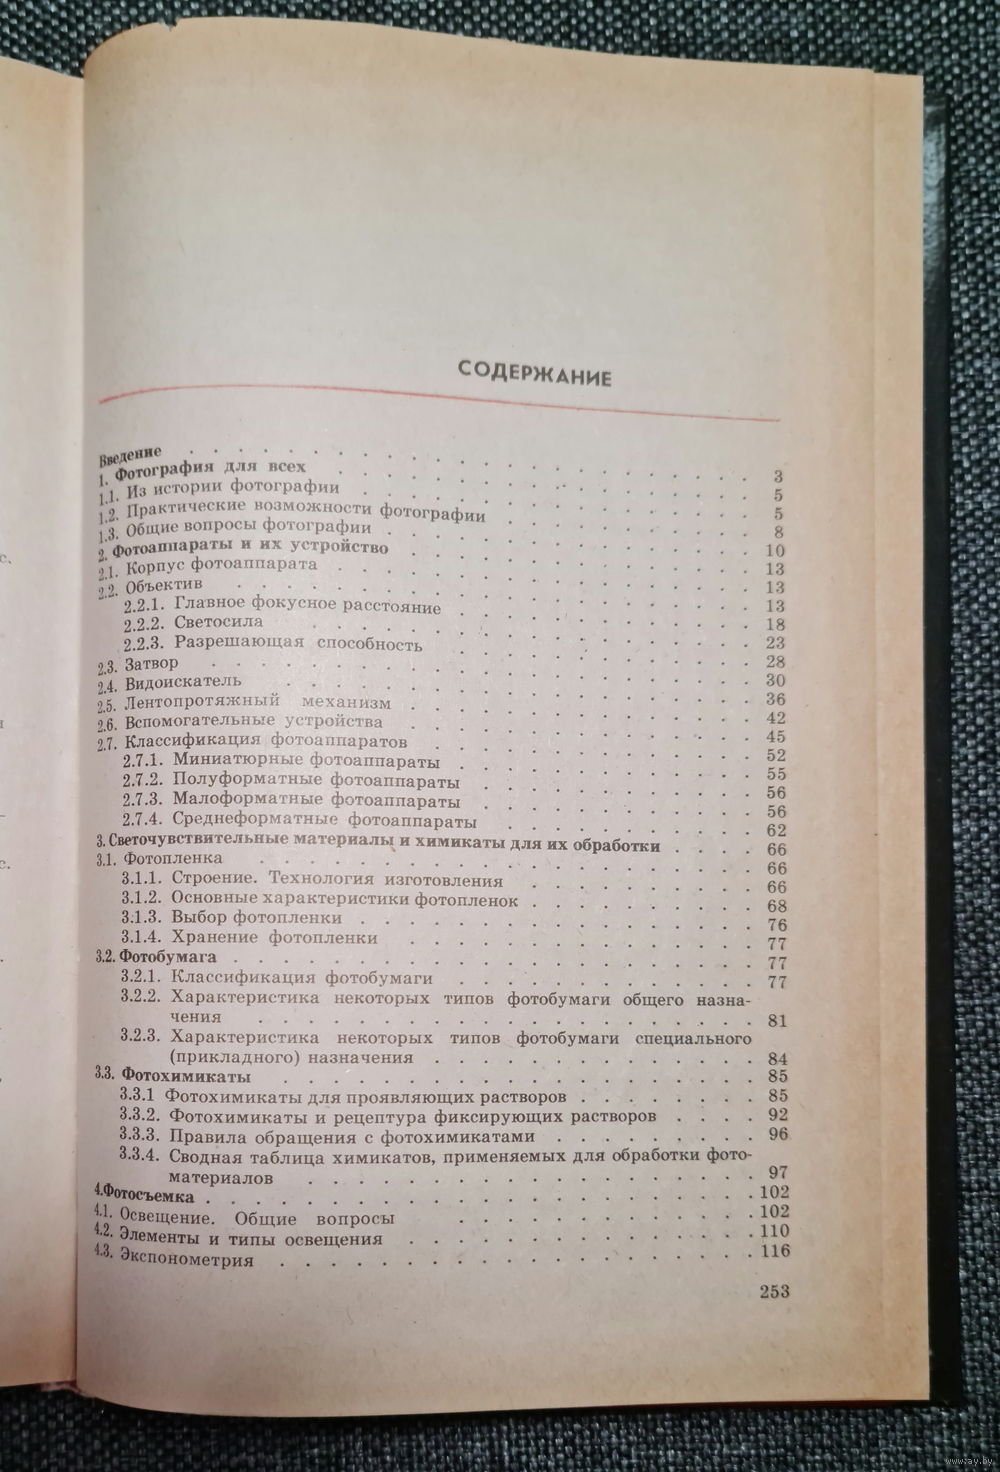 СОДЕРЖАНИЕ
Введение . . . . . . . . . . . . . . . . . . . . 3
1. Фотография для всех . . . . . . . . . . . . . . 5
1.1. Из истории фотографии . . . . . . . . . . . . . 5
1.2. Практические возможности фотографии . . . . . . . . 8
1.3. Общие вопросы фотографии . . . . . . . . . . . . 10
2. Фотоаппараты и их устройство . . . . . . . . . . . 13
2.1. Корпус фотоаппарата . . . . . . . . . . . . . . 13
2.2. Объектив . . . . . . . . . . . . . . . . . . 13
2.2.1. Главное фокусное расстояние . . . . . . . . . . 18
2.2.2. Светосила . . . . . . . . . . . . . . . . 23
2.2.3. Разрешающая способность . . . . . . . . . . . 28
2.3. Затвор . . . . . . . . . . . . . . . . . . . 30
2.4. Видоискатель . . . . . . . . . . . . . . . . 36
2.5. Лентопротяжный механизм . . . . . . . . . . . . 42
2.6. Вспомогательные устройства . . . . . . . . . . . 45
2.7. Классификация фотоаппаратов . . . . . . . . . . 52
2.7.1. Миниатюрные фотоаппараты . . . . . . . . . . 55
2.7.2. Полуформатные фотоаппараты . . . . . . . . . 56
2.7.3. Малоформатные фотоаппараты . . . . . . . . . 56
2.7.4. Среднеформатные фотоаппараты . . . . . . . . . 62
3. Светочувствительные материалы и химикаты для их обработки . . . . 66
3.1. Фотопленка . . . . . . . . . . . . . . . . . 66
3.1.1. Строение. Технология изготовления . . . . . . . . 66
3.1.2. Основные характеристики фотопленок . . . . . . . . 68
3.1.3. Выбор фотопленки . . . . . . . . . . . . . . 76
3.1.4. Хранение фотопленки . . . . . . . . . . . . 77
3.2. Фотобумага . . . . . . . . . . . . . . . . . 77
3.2.1. Классификация фотобумаги . . . . . . . . . . 77
3.2.2. Характеристика некоторых типов фотобумаги общего назна-
чения . . . . . . . . . . . . . . . . . . 81
3.2.3. Характеристика некоторых типов фотобумаги специального
(прикладного) назначения . . . . . . . . . . . . 84
3.3. Фотохимикаты . . . . . . . . . . . . . . . . 85
3.3.1 Фотохимикаты для проявляющих растворов . . . . . . . 85
3.3.2. Фотохимикаты и рецептура фиксирующих растворов . . . . 92
3.3.3. Правила обращения с фотохимикатами . . . . . . . 96
3.3.4. Сводная таблица химикатов, применяемых для обработки фото-
материалов . . . . . . . . . . . . . . . . 97
4.Фотосъемка . . . . . . . . . . . . . . . . . . 102
4.1. Освещение. Общие вопросы . . . . . . . . . . . . 102
4.2. Элементы и типы освещения . . . . . . . . . . . . 110
4.3. Экспонометрия . . . . . . . . . . . . . . . . 116
253
www.ay.by